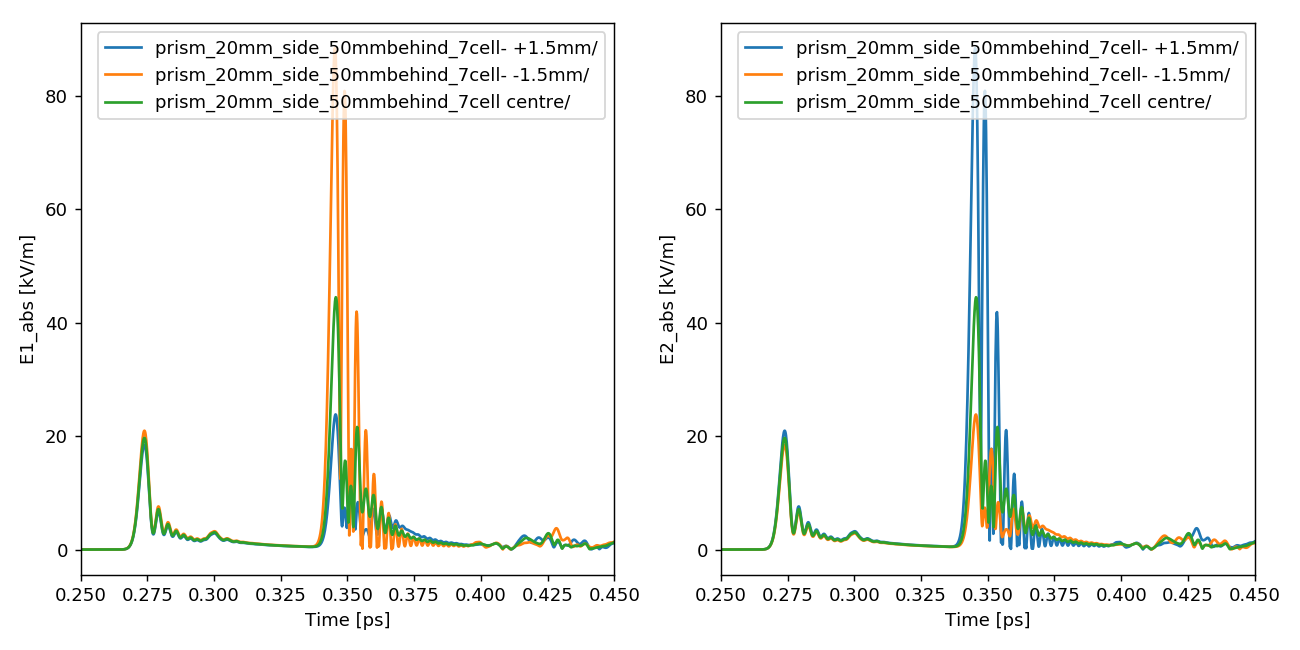 prism_20mm_side_50mmbehind_7cell- +1.5mm/
prism_20mm_side_50mmbehind_7cell- -1.5mm/
prism_20mm_side_50mmbehind_7cell centre/
80
60
40
20
0
E1_abs [kV/m]
0.250 0.275 0.300 0.325 0.350 0.375 0.400 0.425 0.450
Time [ps]
prism_20mm_side_50mmbehind_7cell- +1.5mm/
prism_20mm_side_50mmbehind_7cell- -1.5mm/
prism_20mm_side_50mmbehind_7cell centre/
80
60
40
20
0
E2_abs [kV/m]
0.250 0.275 0.300 0.325 0.350 0.375 0.400 0.425 0.450
Time [ps]